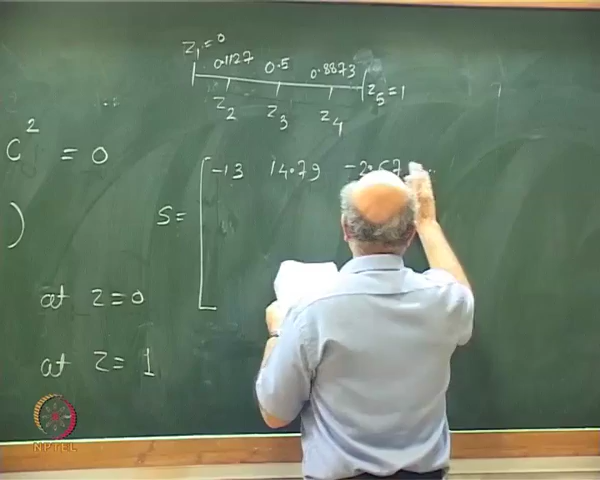 z₁=0
0.1127 0.5 0.8873
z₂ z₃ z₄ z₅=1
C² = 0
S = [ -13 14.79 -2.67
)
at z=0
at z=1
NPTEL